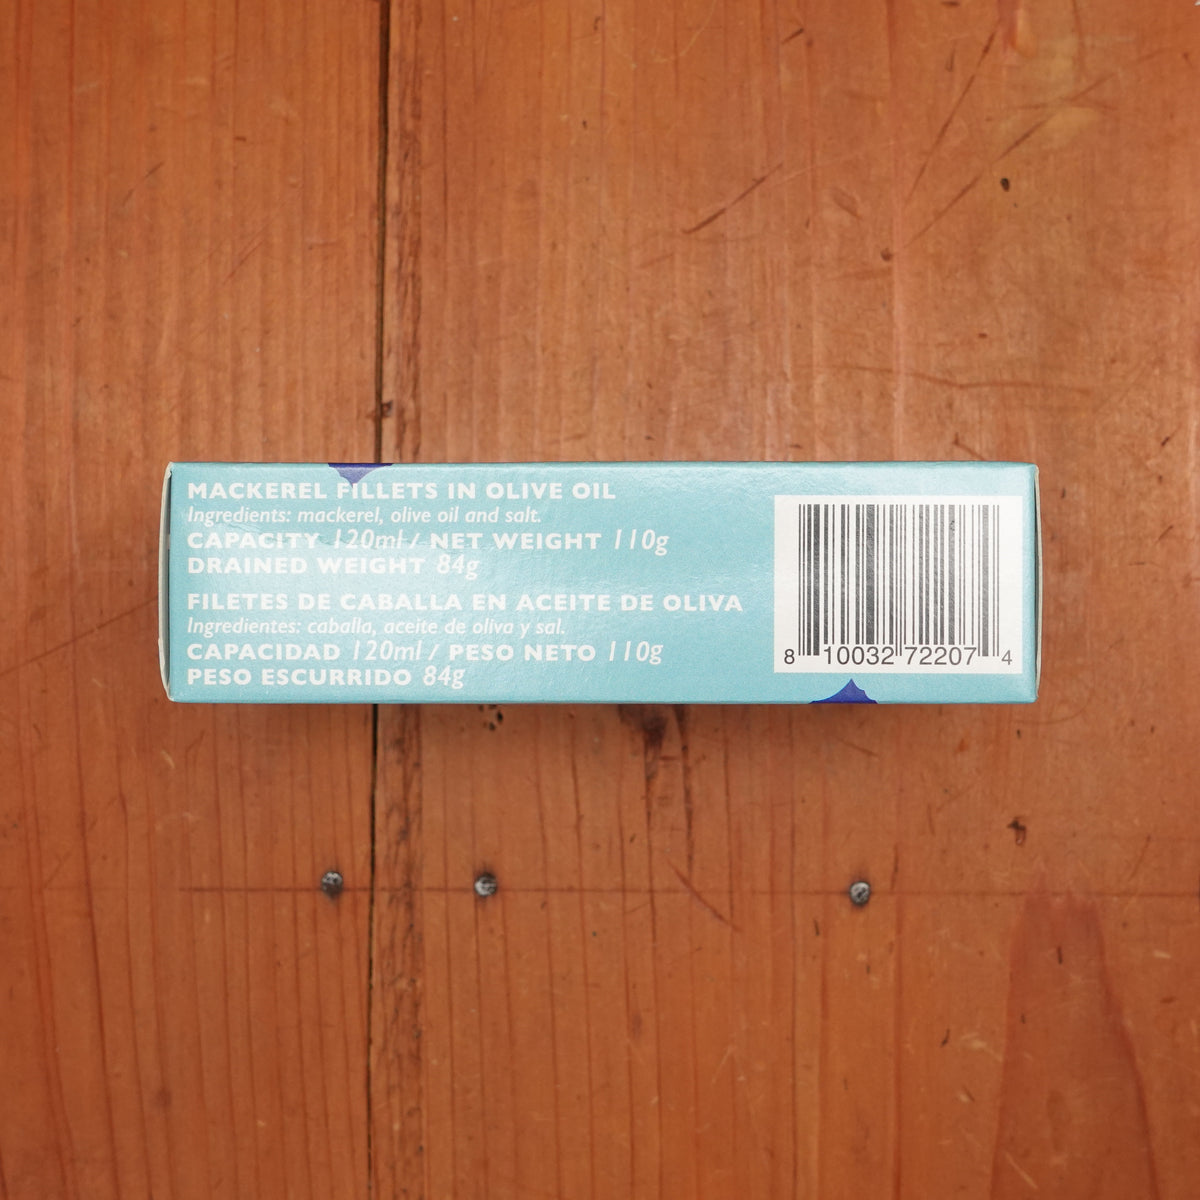 MACKEREL FILLETS IN OLIVE OIL
Ingredients: mackerel, olive oil and salt.
CAPACITY 120ml / NET WEIGHT 110g
DRAINED WEIGHT 84g
FILETES DE CABALLA EN ACEITE DE OLIVA
Ingredientes: caballa, aceite de oliva y sal.
CAPACIDAD 120ml / PESO NETO 110g
PESO ESCURRIDO 84g
8 10032 72207 4